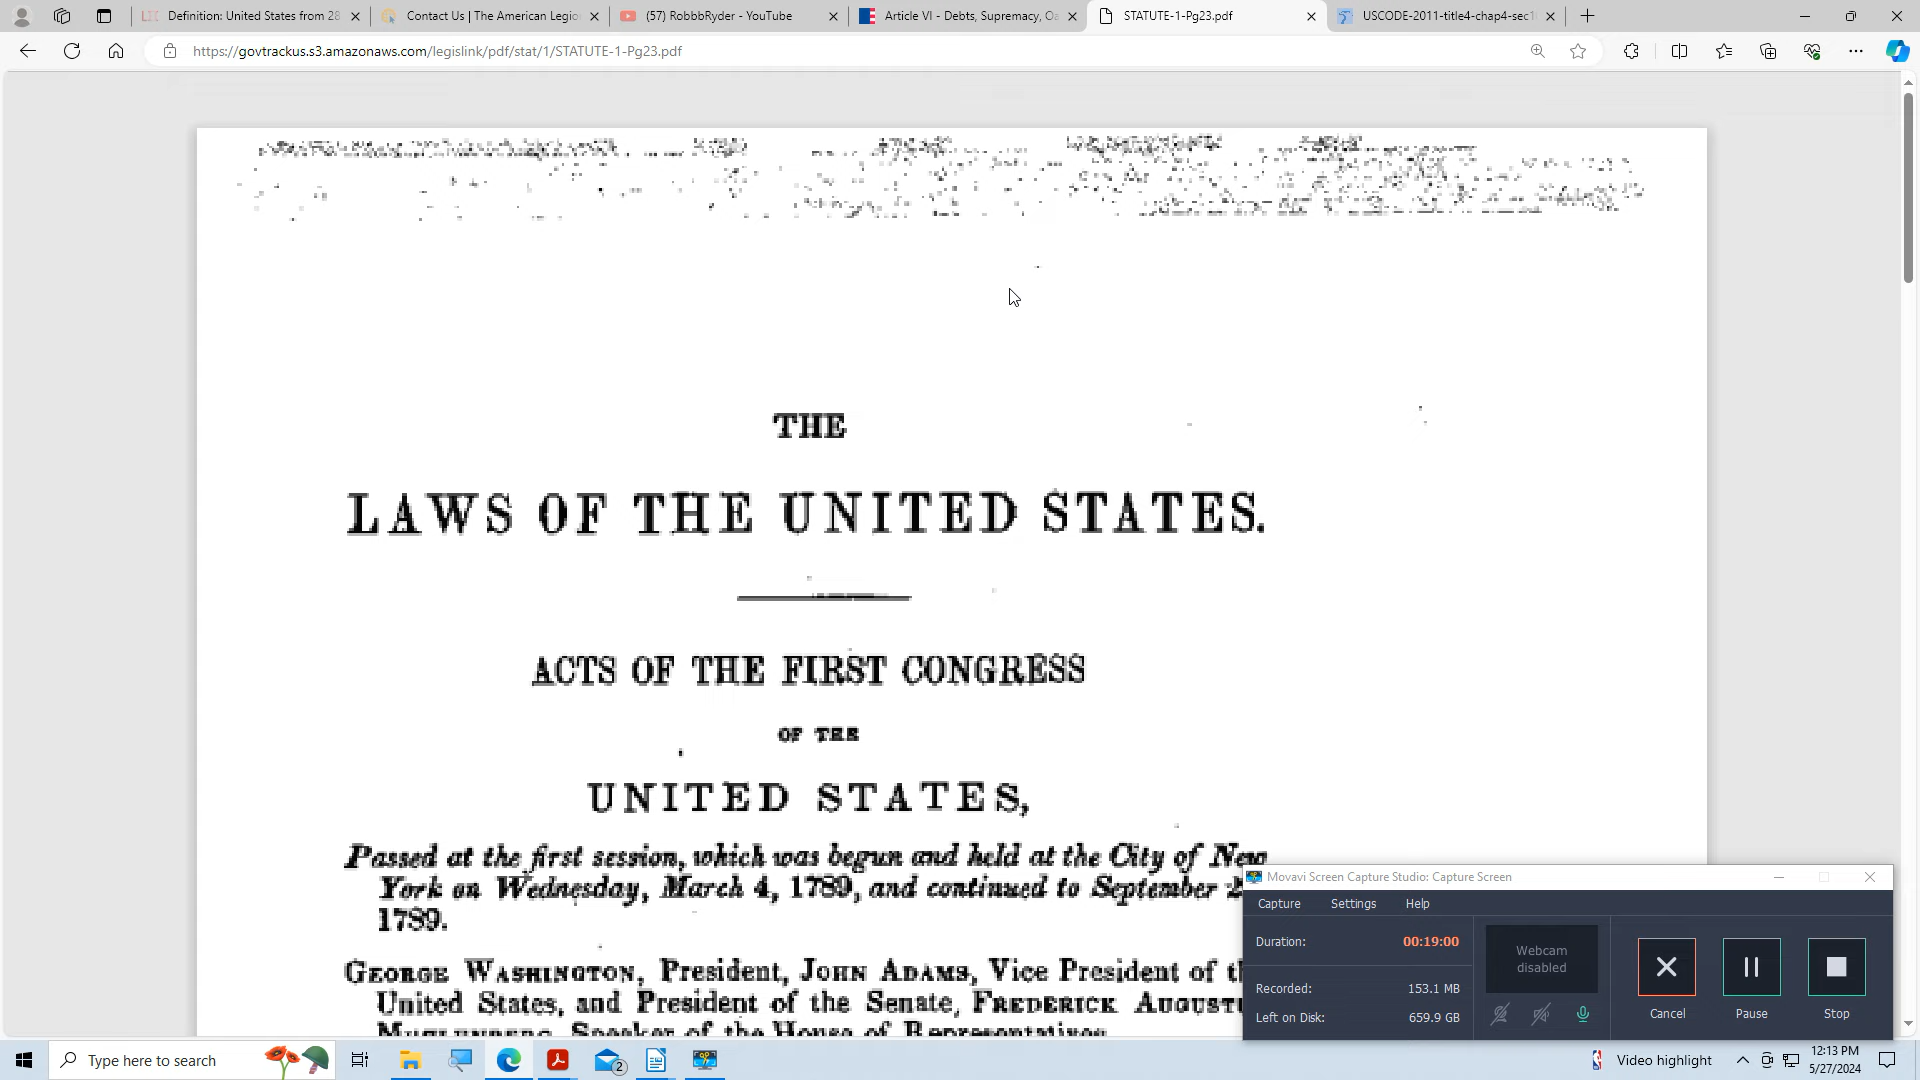 Definition: United States from 28
Contact Us | The American Legio
(57) RobbbRyder - YouTube
Article VI - Debts, Supremacy, Oa
STATUTE-1-Pg23.pdf
USCODE-2011-title4-chap4-sec1
https://govtrackus.s3.amazonaws.com/legislink/pdf/stat/1/STATUTE-1-Pg23.pdf
THE
LAWS OF THE UNITED STATES.
ACTS OF THE FIRST CONGRESS
OF THE
UNITED STATES,
Passed at the first session, which was begun and held at the City of New
York on Wednesday, March 4, 1789, and continued to September
1789.
GEORGE WASHINGTON, President, JOHN ADAMS, Vice President of th
United States, and President of the Senate, FREDERICK AUGUSTU
MUHLENBERG, Speaker of the House of Representatives
Movavi Screen Capture Studio: Capture Screen
Capture Settings Help
Duration: 00:19:00
Webcam
disabled
Recorded: 153.1 MB
Left on Disk: 659.9 GB
Cancel Pause Stop
Type here to search
2
Video highlight
12:13 PM
5/27/2024